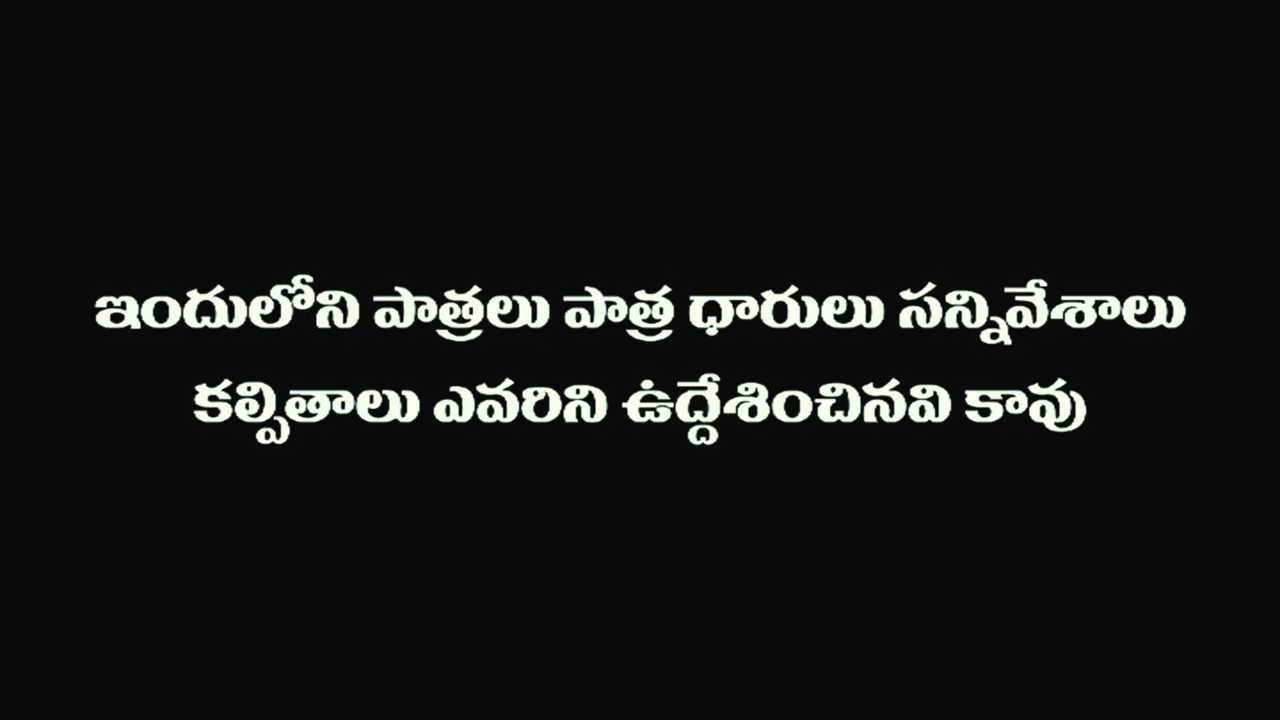 ఇందులోని పాత్రలు పాత్ర ధారులు సన్నివేశాలు
కల్పితాలు ఎవరిని ఉద్దేశించినవి కావు